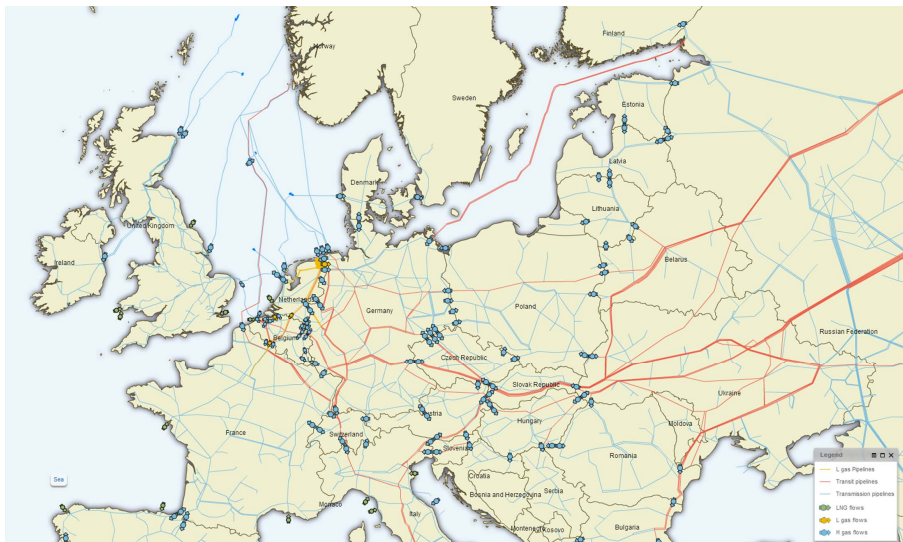 Norway
Finland
Sweden
Estonia
Latvia
Denmark
Lithuania
United Kingdom
Ireland
Belarus
Netherlands
Germany
Poland
Russian Federation
Belgium
Czech Republic
Slovak Republic
Ukraine
Austria
Hungary
Moldova
France
Switzerland
Slovenia
Romania
Croatia
Bosnia and Herzegovina
Serbia
Sea
Monaco
Italy
Montenegro
Kosovo
Bulgaria
Legend
L gas Pipelines
Transit pipelines
Transmission pipelines
LNG flows
L gas flows
H gas flows